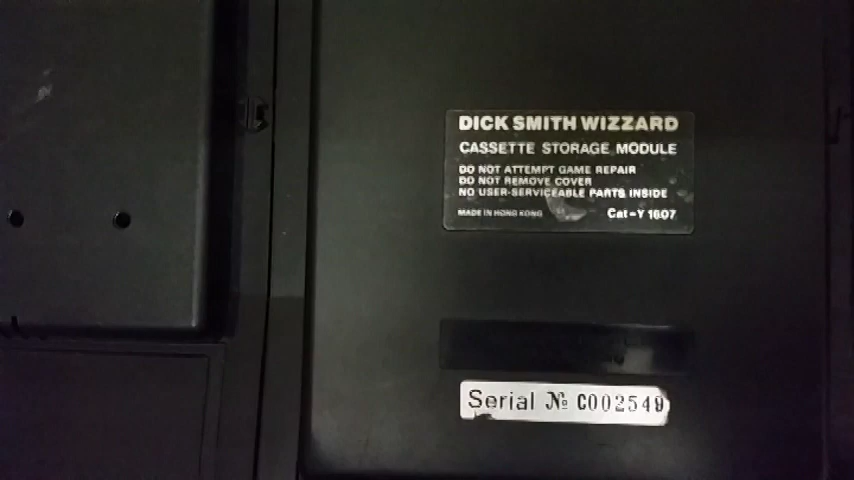 DICK SMITH WIZZARD
CASSETTE STORAGE MODULE
DO NOT ATTEMPT GAME REPAIR
DO NOT REMOVE COVER
NO USER-SERVICEABLE PARTS INSIDE
MADE IN HONG KONG Cat-Y 1607
Serial № C002549